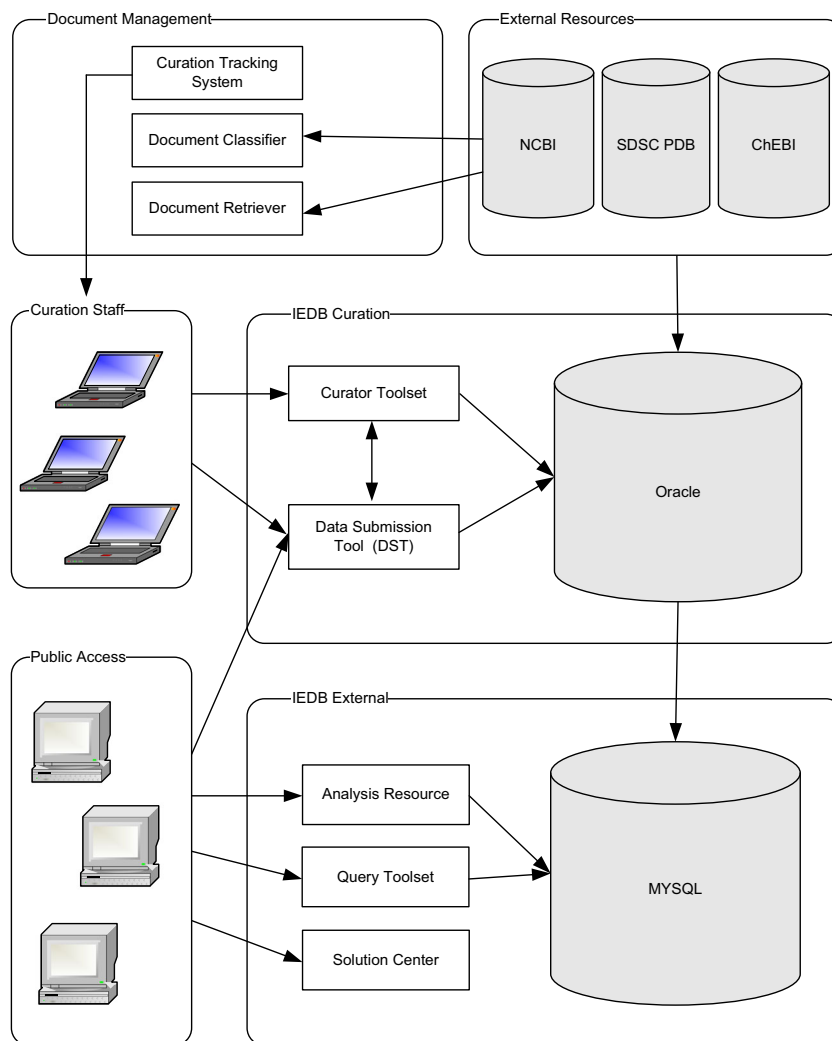 Document Management
Curation Tracking
System
Document Classifier
Document Retriever
External Resources
NCBI
SDSC PDB
ChEBI
Curation Staff
IEDB Curation
Curator Toolset
Data Submission
Tool (DST)
Oracle
Public Access
IEDB External
Analysis Resource
Query Toolset
Solution Center
MYSQL